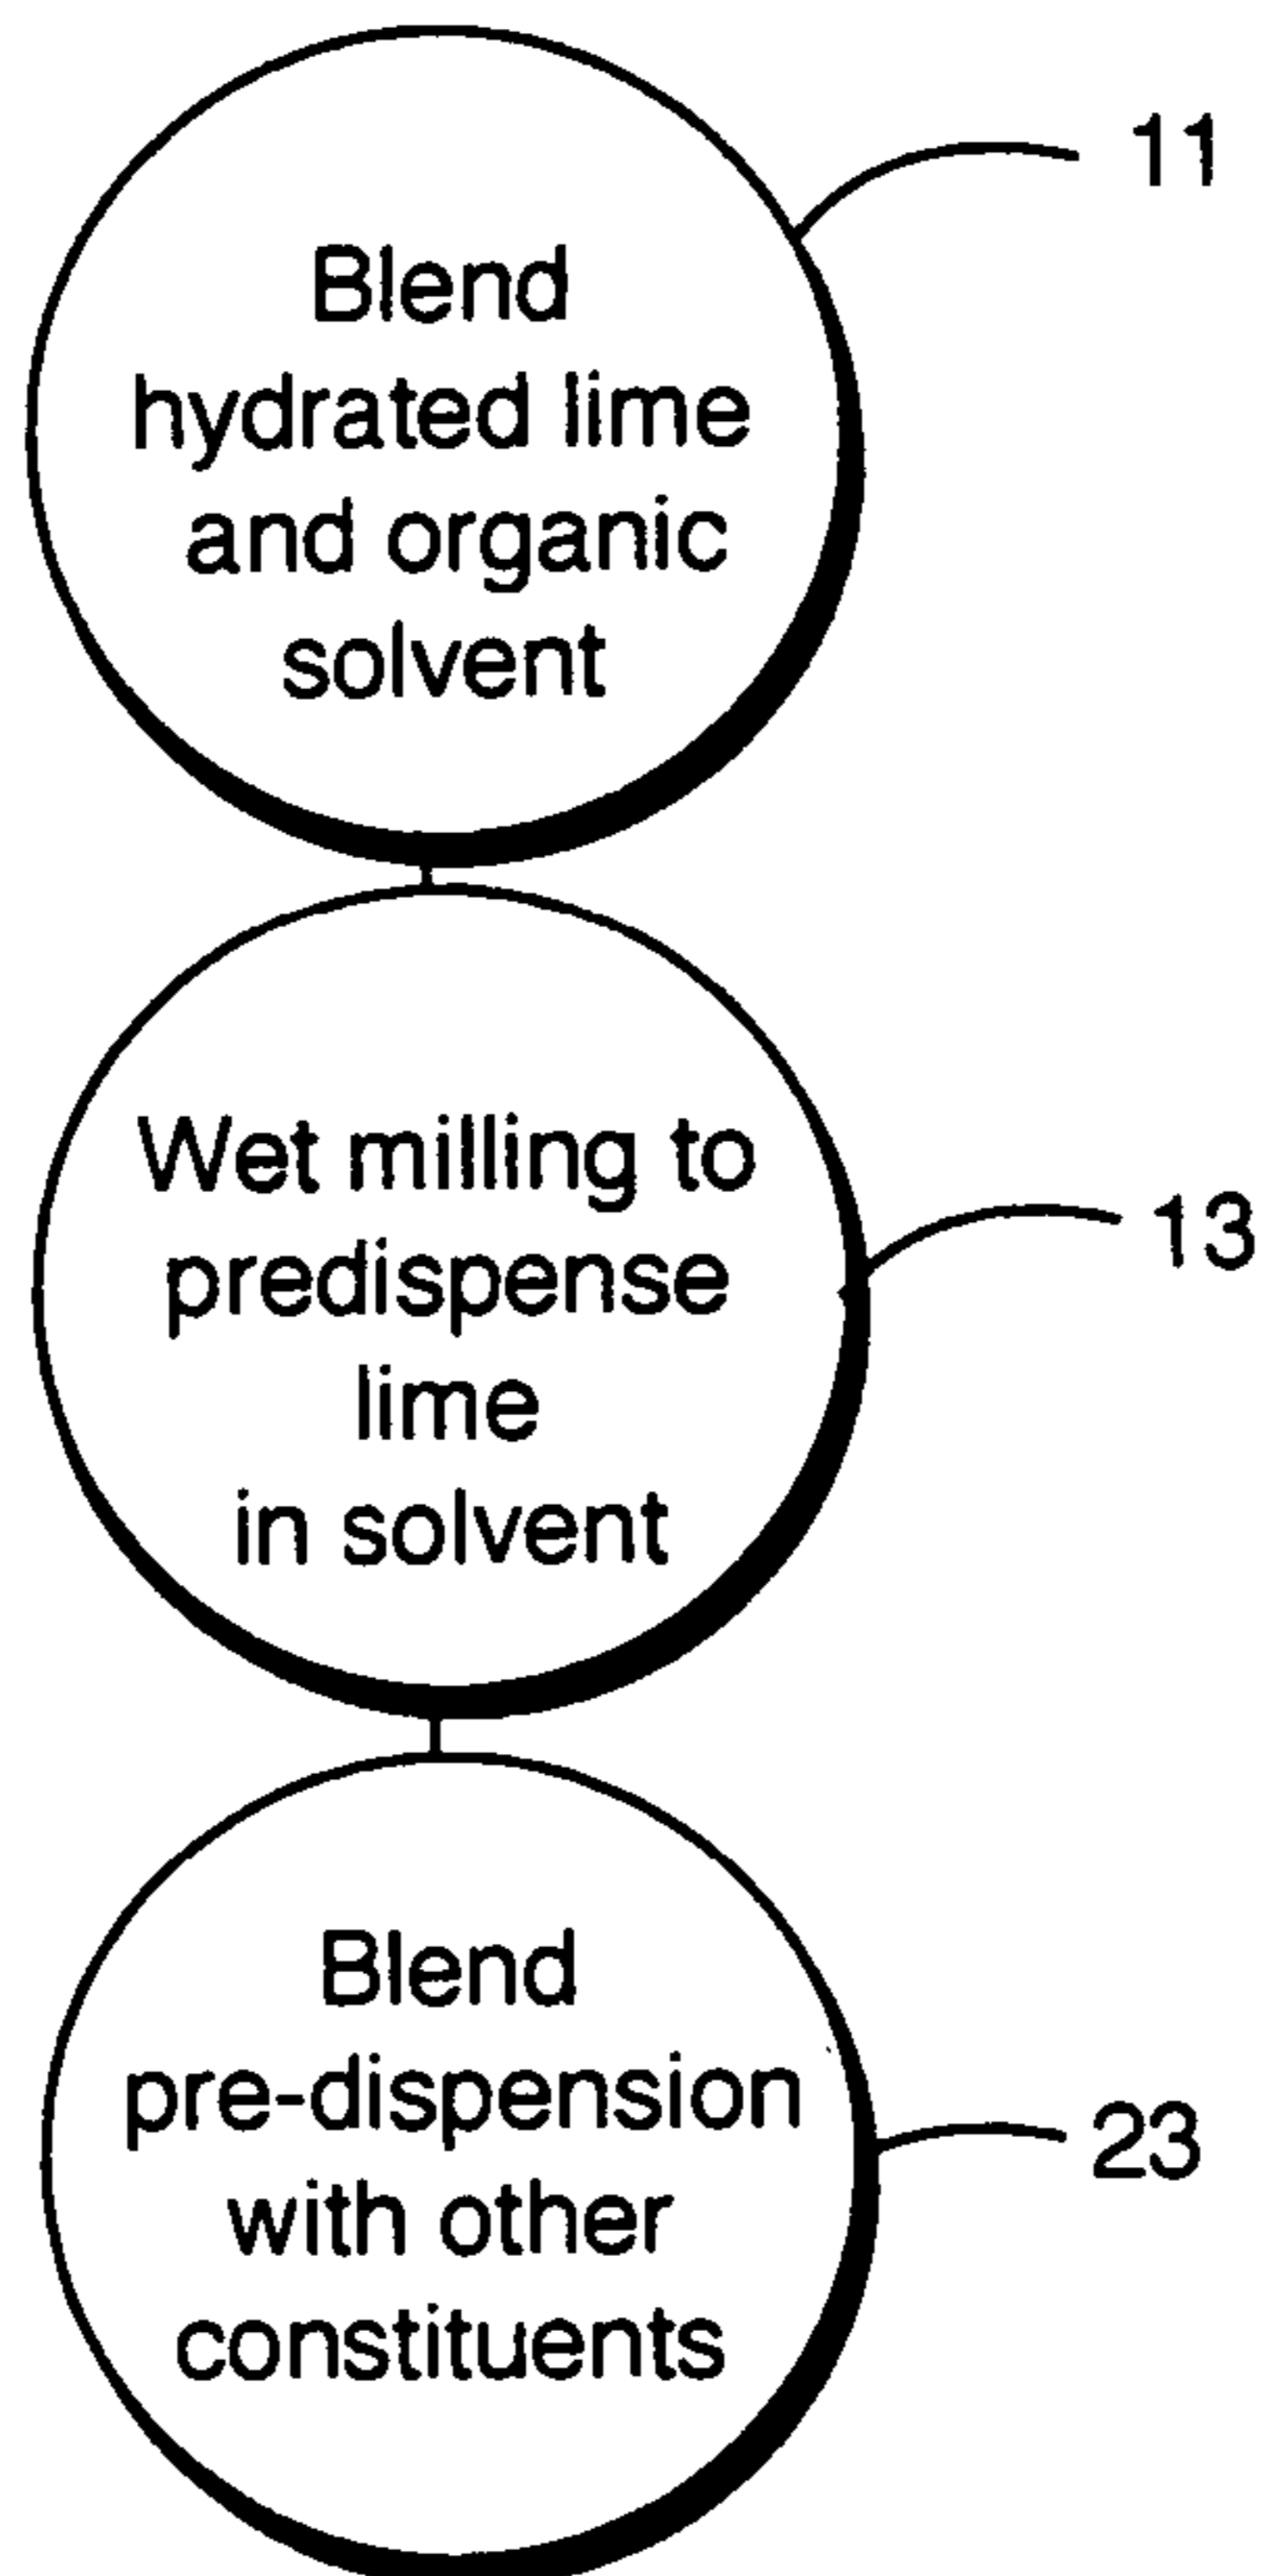 11
Blend
hydrated lime
and organic
solvent
Wet milling to
predispense
lime
in solvent
13
Blend
pre-dispension
with other
constituents
23